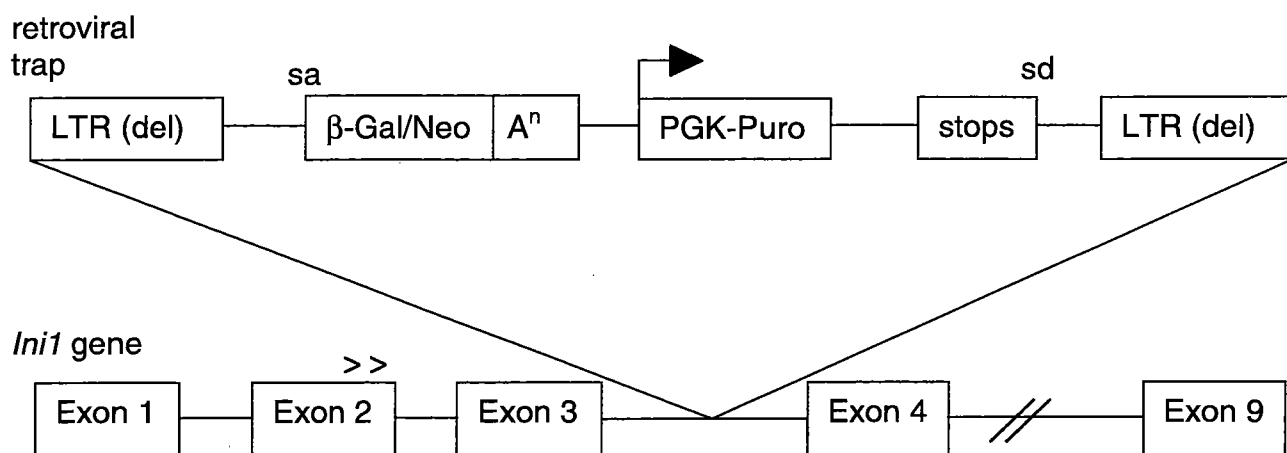 retroviral
trap
sa
sd
LTR (del)
β-Gal/Neo
Aⁿ
PGK-Puro
stops
LTR (del)
Ini1 gene
> >
Exon 1
Exon 2
Exon 3
Exon 4
Exon 9